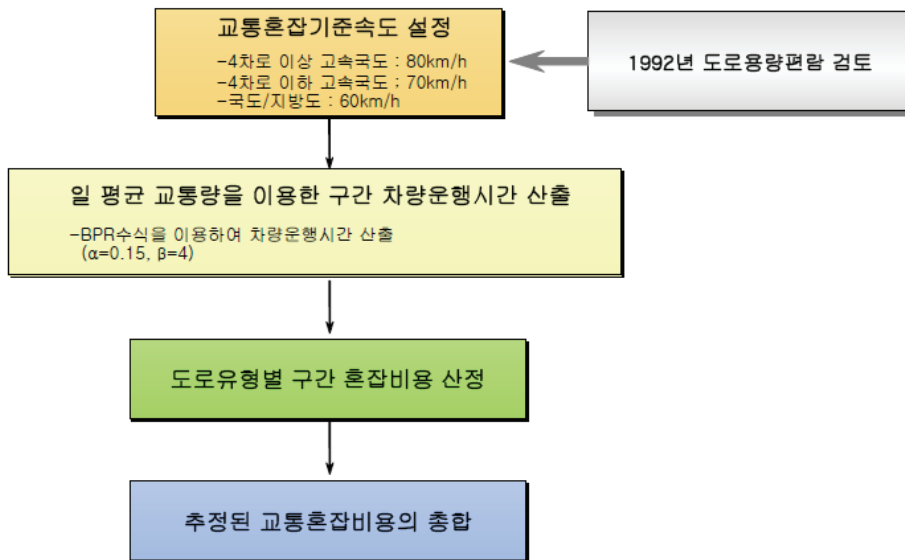 교통혼잡기준속도 설정
-4차로 이상 고속국도 : 80km/h
-4차로 이하 고속국도 ; 70km/h
-국도/지방도 : 60km/h
1992년 도로용량편람 검토
일 평균 교통량을 이용한 구간 차량운행시간 산출
-BPR수식을 이용하여 차량운행시간 산출
(α=0.15, β=4)
도로유형별 구간 혼잡비용 산정
추정된 교통혼잡비용의 총합